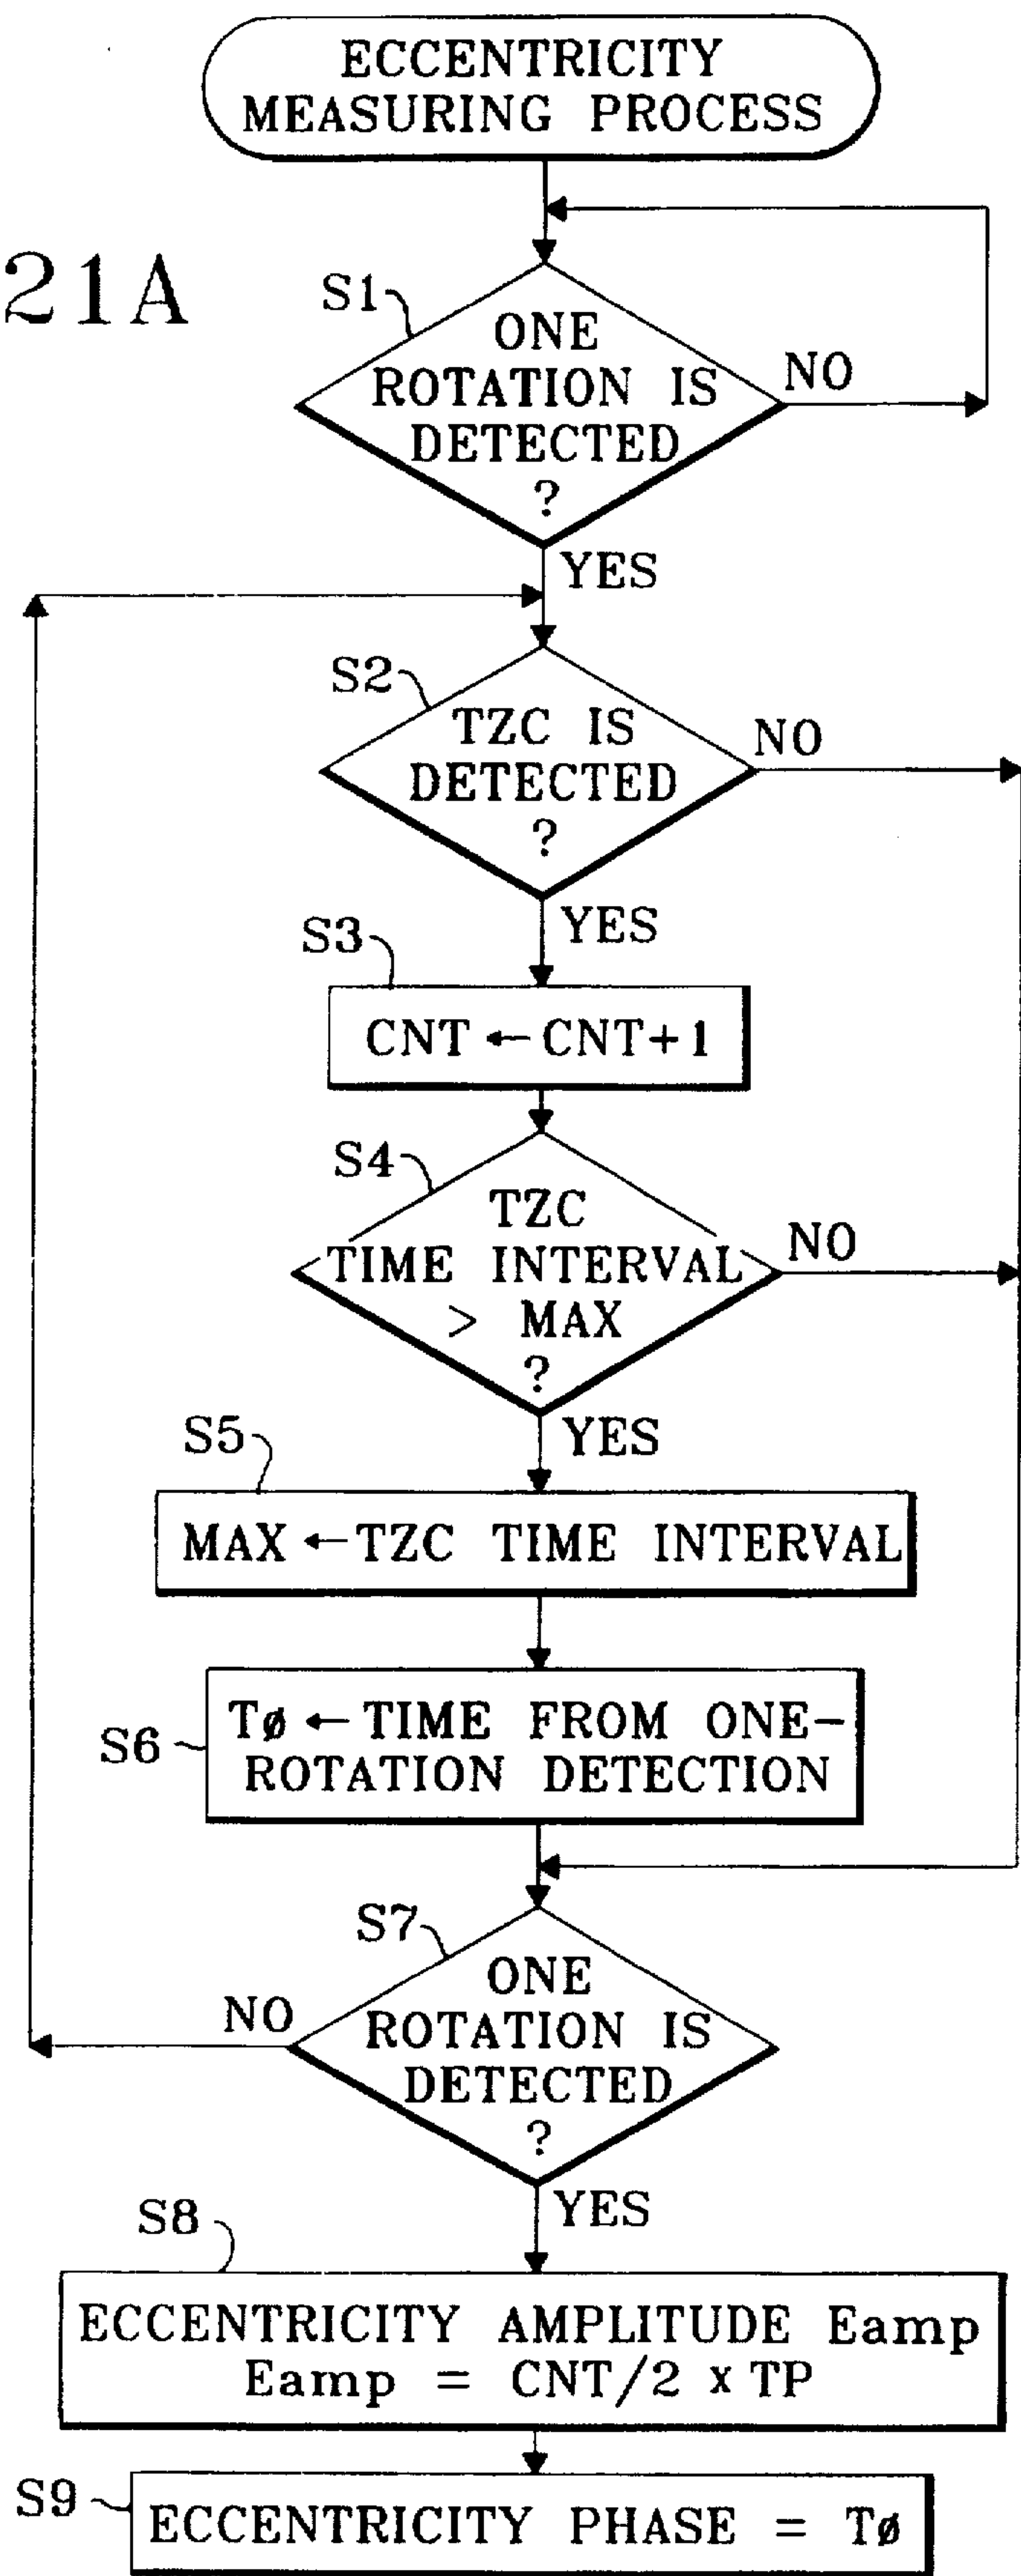 ECCENTRICITY
MEASURING PROCESS
21A
S1
ONE
ROTATION IS
DETECTED
?
NO
YES
S2
TZC IS
DETECTED
?
NO
YES
S3
CNT ← CNT+1
S4
TZC
TIME INTERVAL
> MAX
?
NO
YES
S5
MAX ← TZC TIME INTERVAL
S6
Tø ← TIME FROM ONE-
ROTATION DETECTION
S7
ONE
ROTATION IS
DETECTED
?
NO
YES
S8
ECCENTRICITY AMPLITUDE Eamp
Eamp = CNT/2 x TP
S9
ECCENTRICITY PHASE = Tø